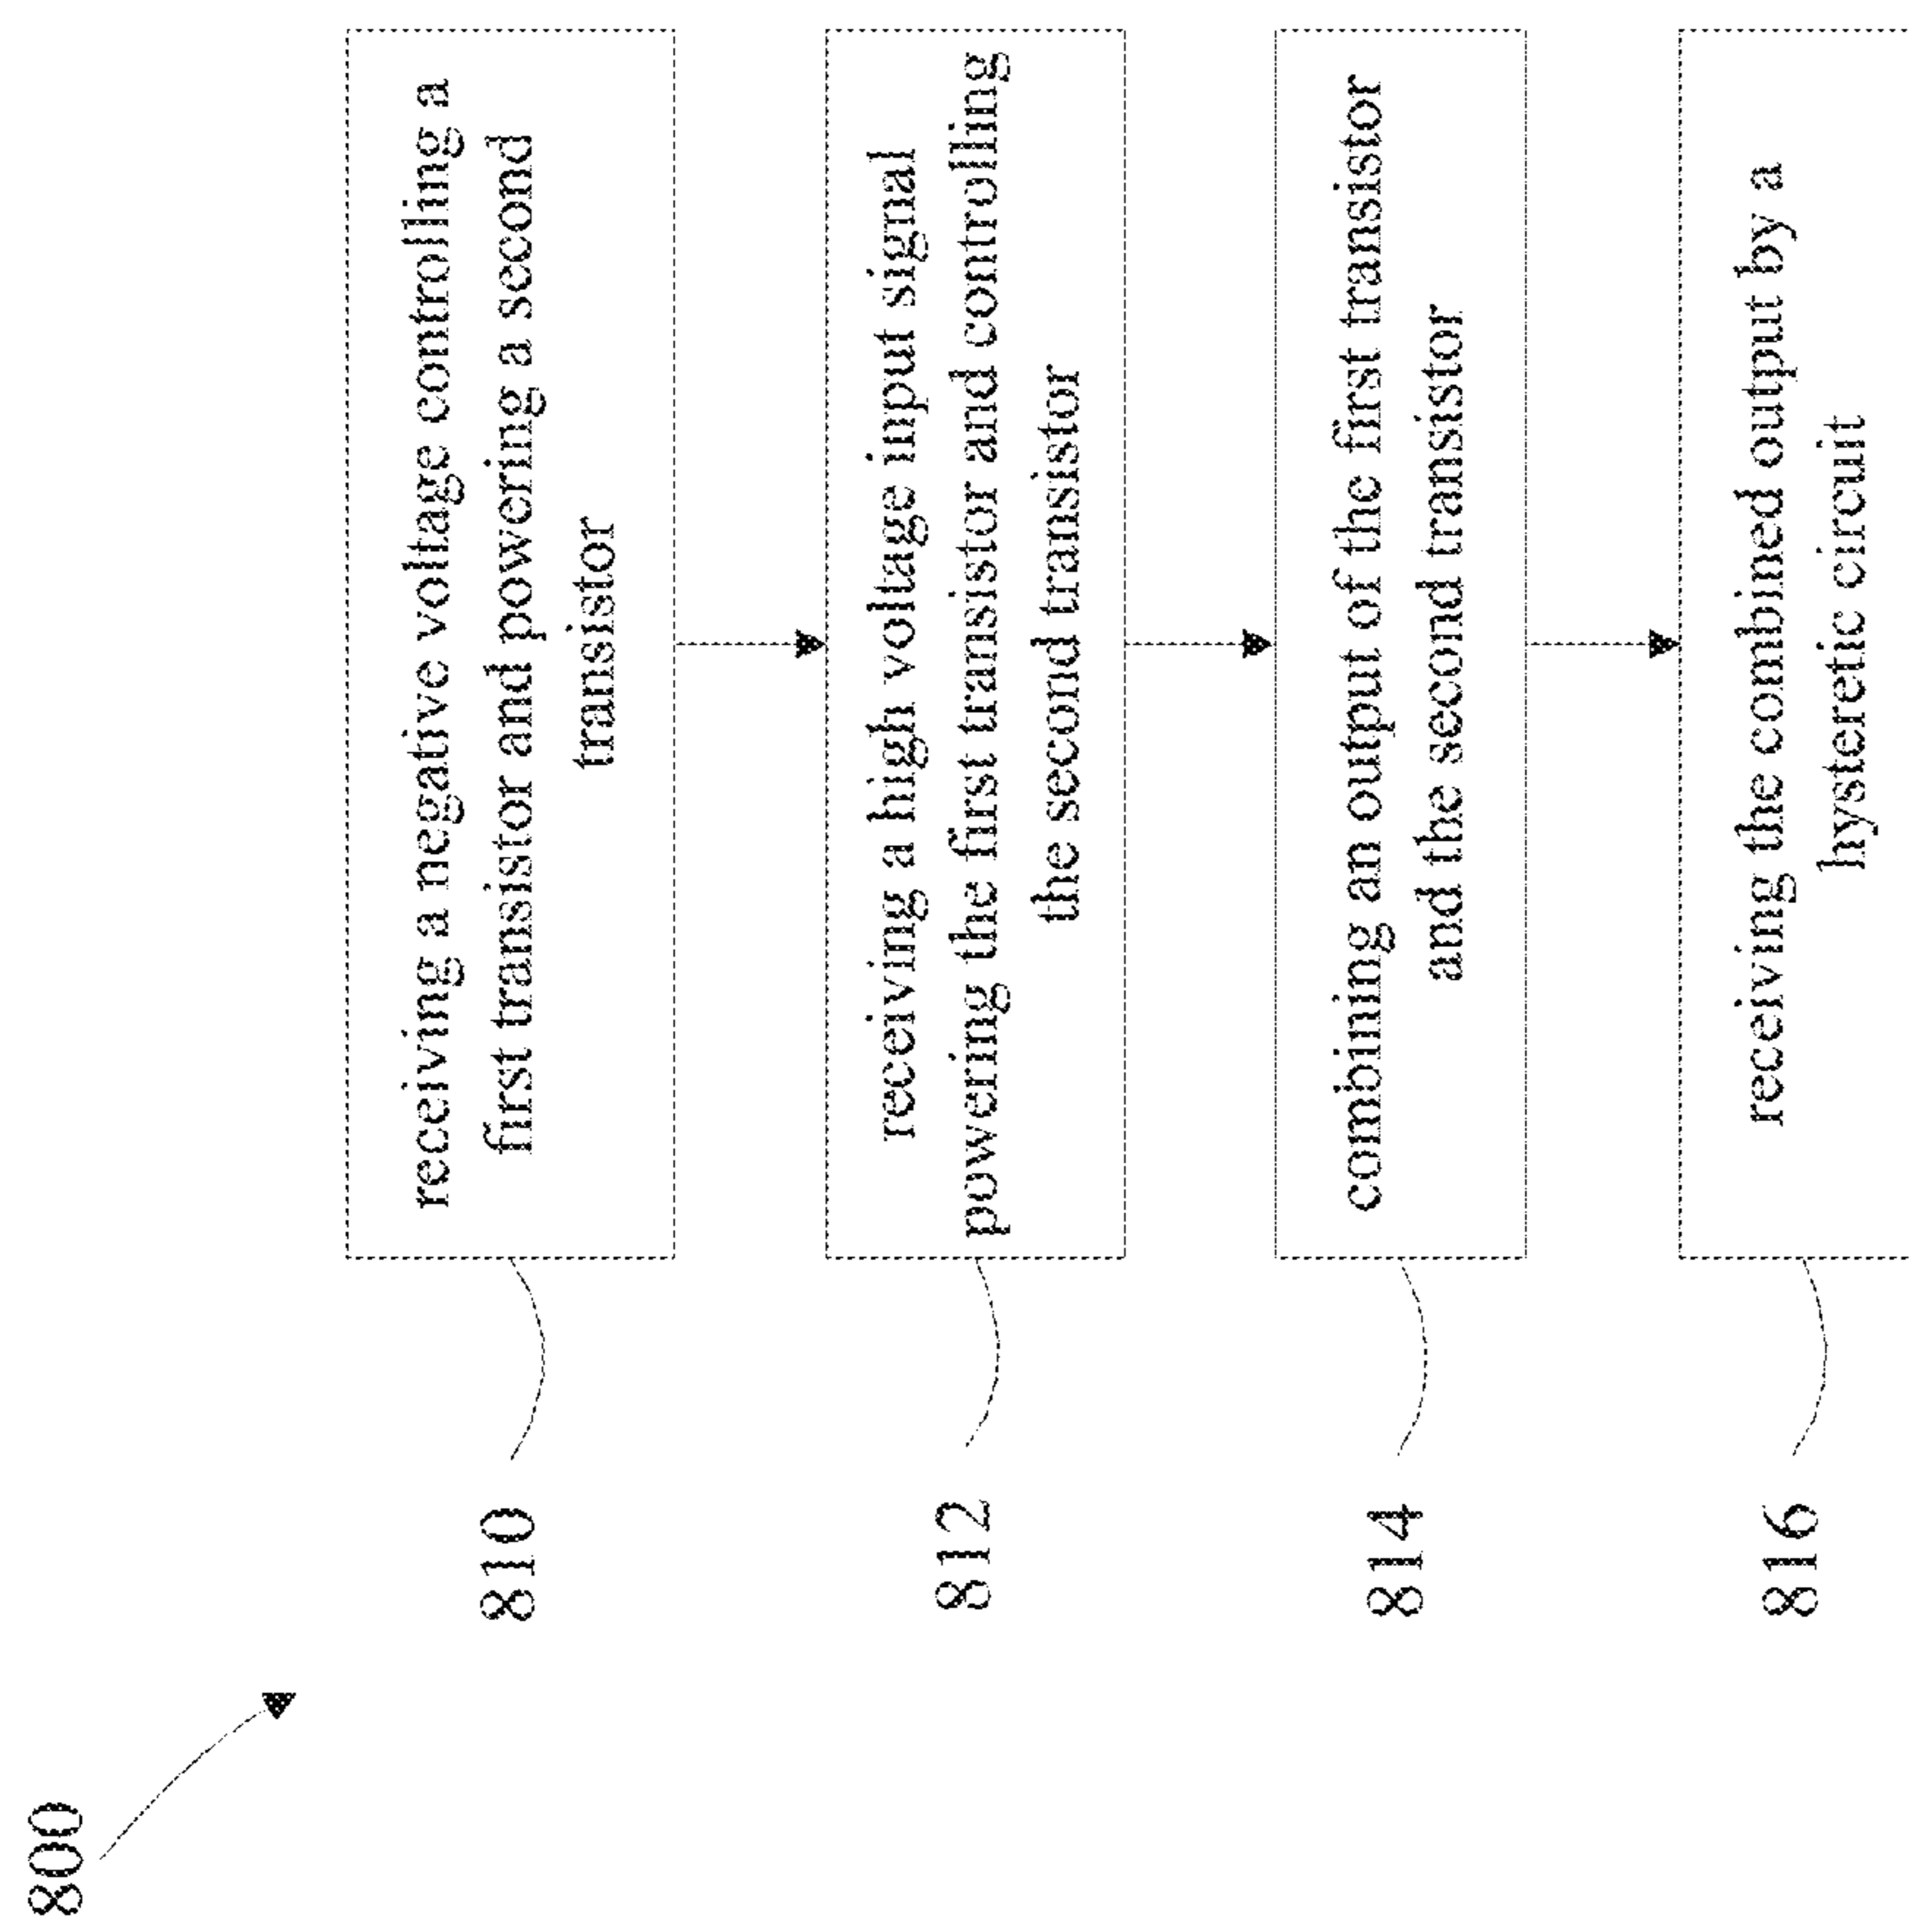 800
810
receiving a negative voltage controlling a
first transistor and powering a second
transistor
812
receiving a high voltage input signal
powering the first transistor and controlling
the second transistor
814
combining an output of the first transistor
and the second transistor
816
receiving the combined output by a
hysteretic circuit